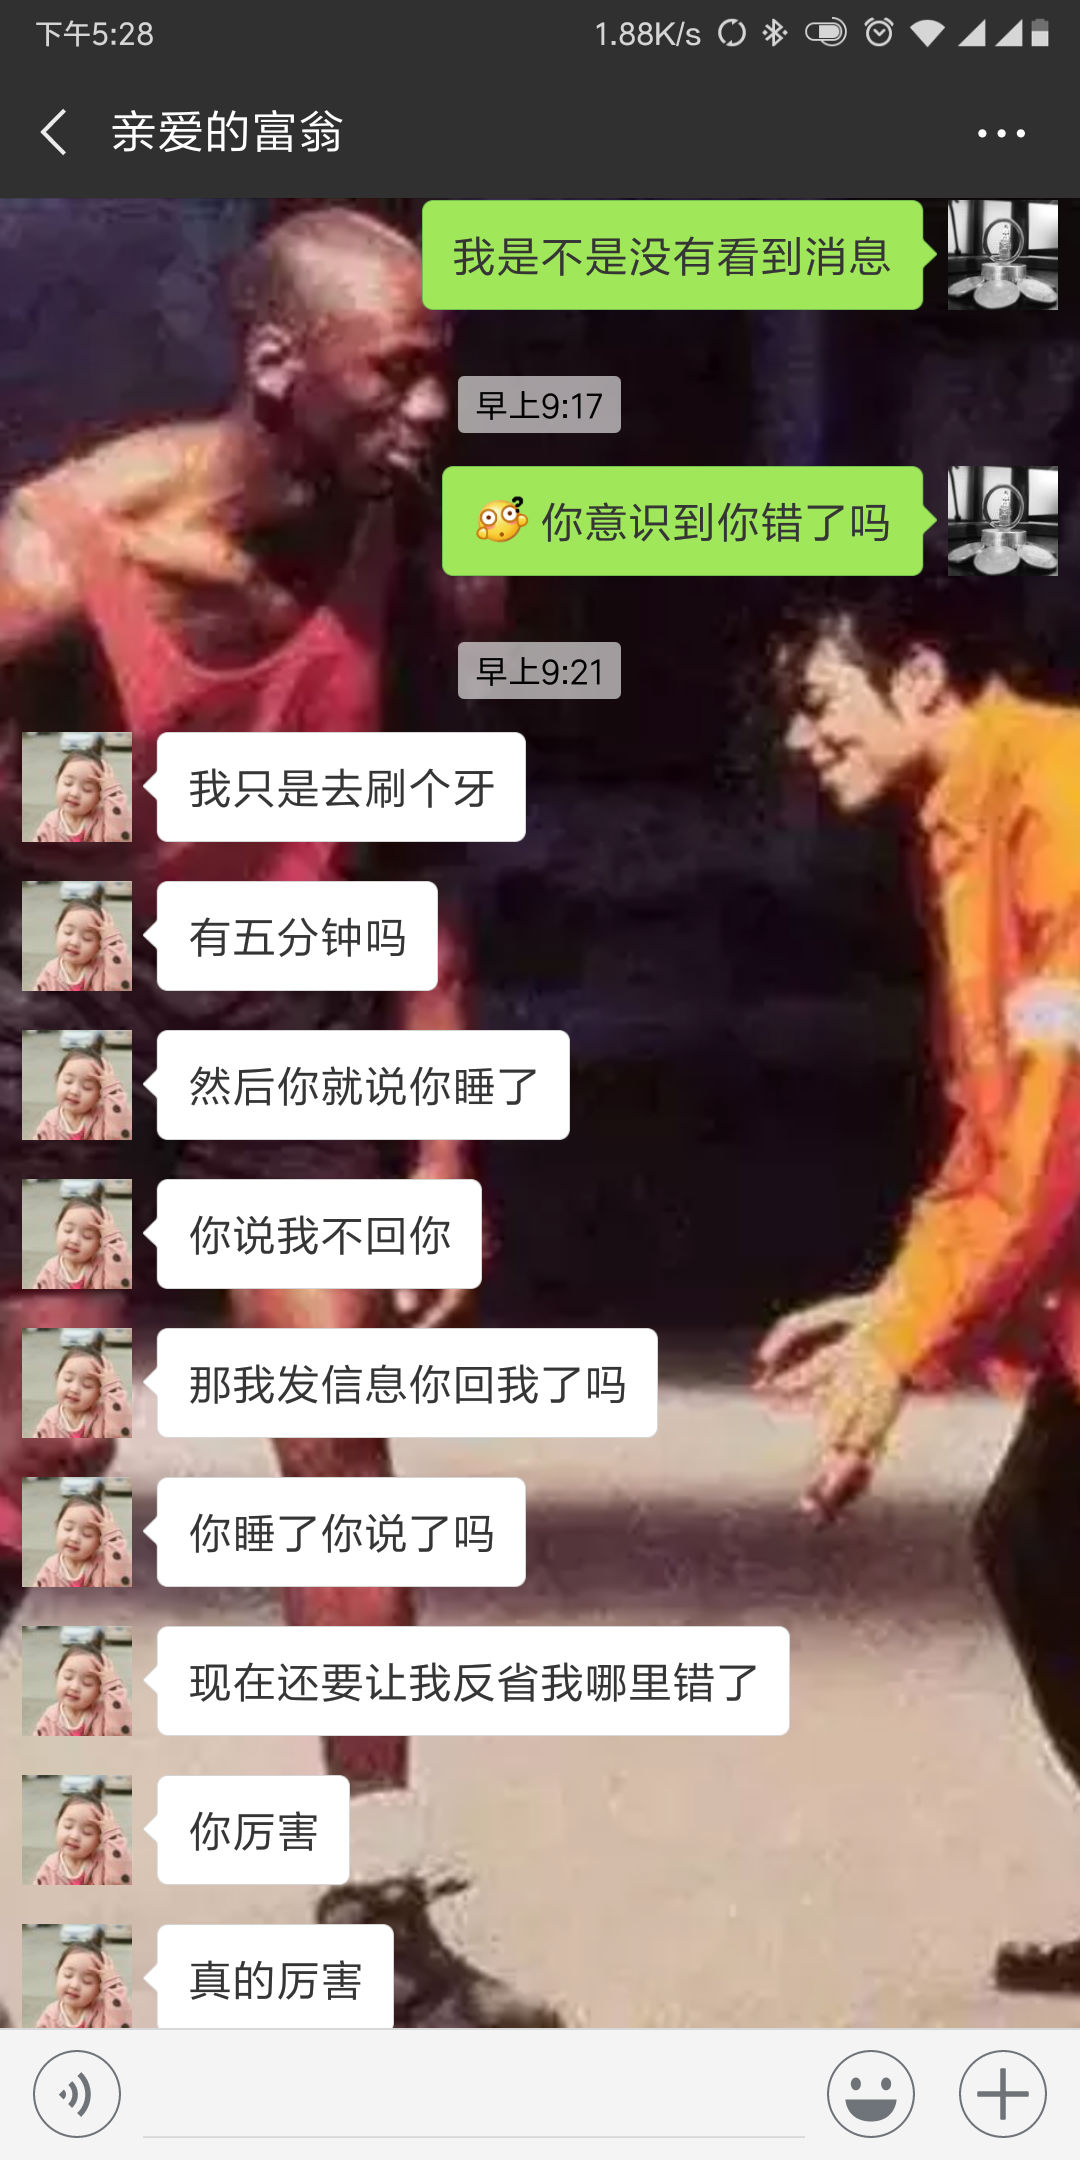 下午5:28
1.88K/s
亲爱的富翁
我是不是没有看到消息
早上9:17
你意识到你错了吗
早上9:21
我只是去刷个牙
有五分钟吗
然后你就说你睡了
你说我不回你
那我发信息你回我了吗
你睡了你说了吗
现在还要让我反省我哪里错了
你厉害
真的厉害